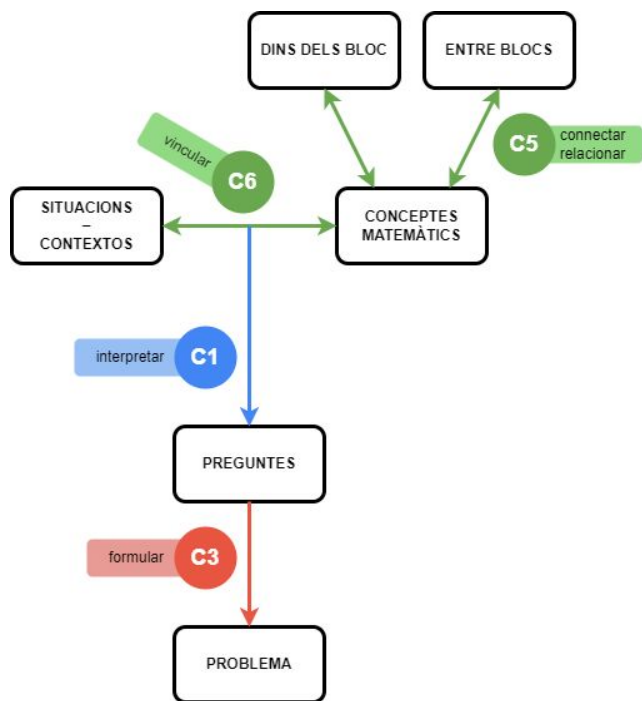 DINS DELS BLOC
ENTRE BLOCS
vincular
C6
C5
connectar
relacionar
SITUACIONS
–
CONTEXTOS
CONCEPTES
MATEMÀTICS
interpretar
C1
PREGUNTES
formular
C3
PROBLEMA